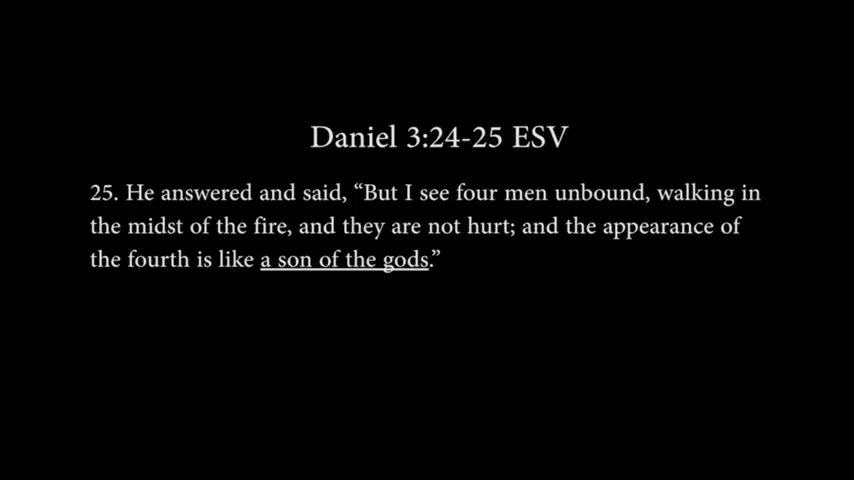 Daniel 3:24-25 ESV
25. He answered and said, “But I see four men unbound, walking in
the midst of the fire, and they are not hurt; and the appearance of
the fourth is like a son of the gods.”